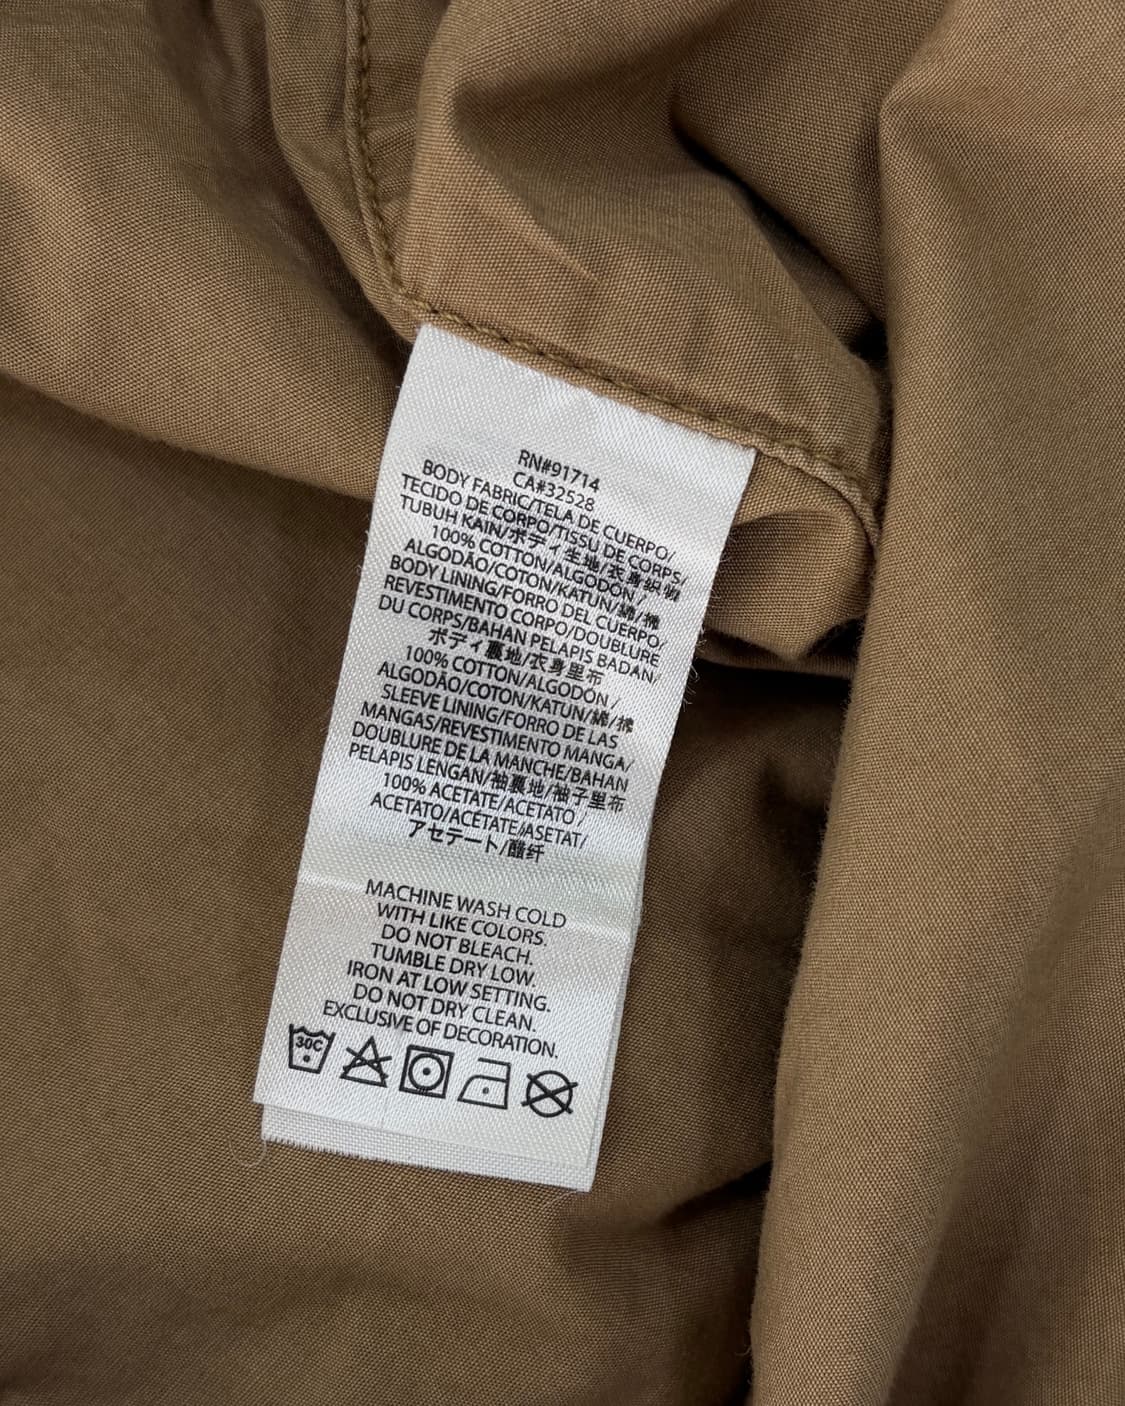 RN#91714
CA#32528
BODY FABRIC/TELA DE CUERPO/
TECIDO DE CORPO/TISSU DE CORPS/
TUBUH KAIN/ボディ生地/衣身織物
100% COTTON/ALGODÓN /
ALGODÃO/COTON/KATUN/綿/棉
BODY LINING/FORRO DEL CUERPO/
REVESTIMENTO CORPO/DOUBLURE
DU CORPS/BAHAN PELAPIS BADAN/
ボディ裏地/衣身里布
100% COTTON/ALGODÓN /
ALGODÃO/COTON/KATUN/綿/棉
SLEEVE LINING/FORRO DE LAS
MANGAS/REVESTIMENTO MANGA/
DOUBLURE DE LA MANCHE/BAHAN
PELAPIS LENGAN/袖裏地/袖子里布
100% ACETATE/ACETATO /
ACETATO/ACÉTATE/ASETAT/
アセテート/醋纤
MACHINE WASH COLD
WITH LIKE COLORS.
DO NOT BLEACH.
TUMBLE DRY LOW.
IRON AT LOW SETTING.
DO NOT DRY CLEAN.
EXCLUSIVE OF DECORATION.
30C